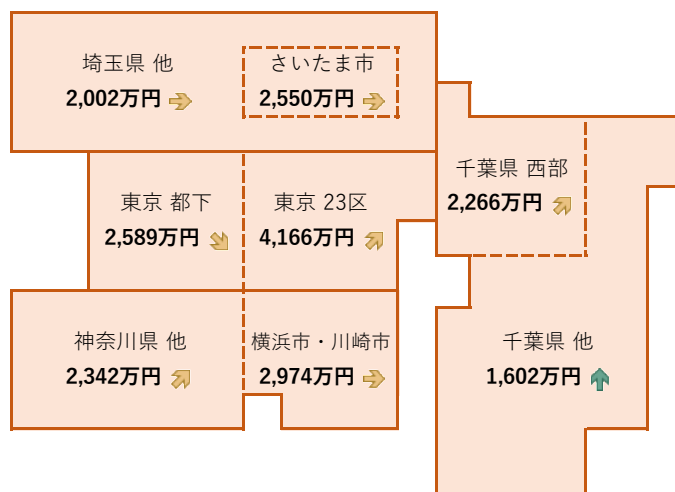 埼玉県 他
2,002万円
さいたま市
2,550万円
千葉県 西部
2,266万円
東京 都下
2,589万円
東京 23区
4,166万円
神奈川県 他
2,342万円
横浜市・川崎市
2,974万円
千葉県 他
1,602万円